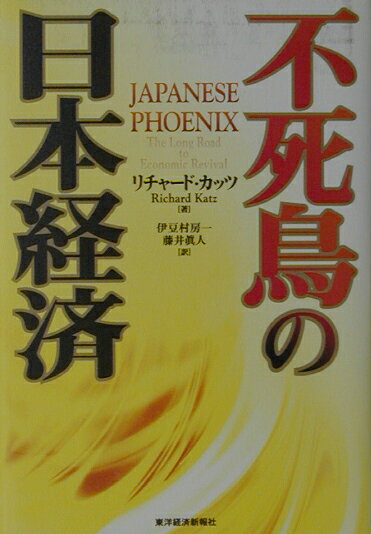 不死鳥の
日本経済
JAPANESE
PHOENIX
The Long Road
to
Economic Revival
リチャード・カッツ
Richard Katz
[著]
伊豆村房一
藤井眞人
[訳]
東洋経済新報社